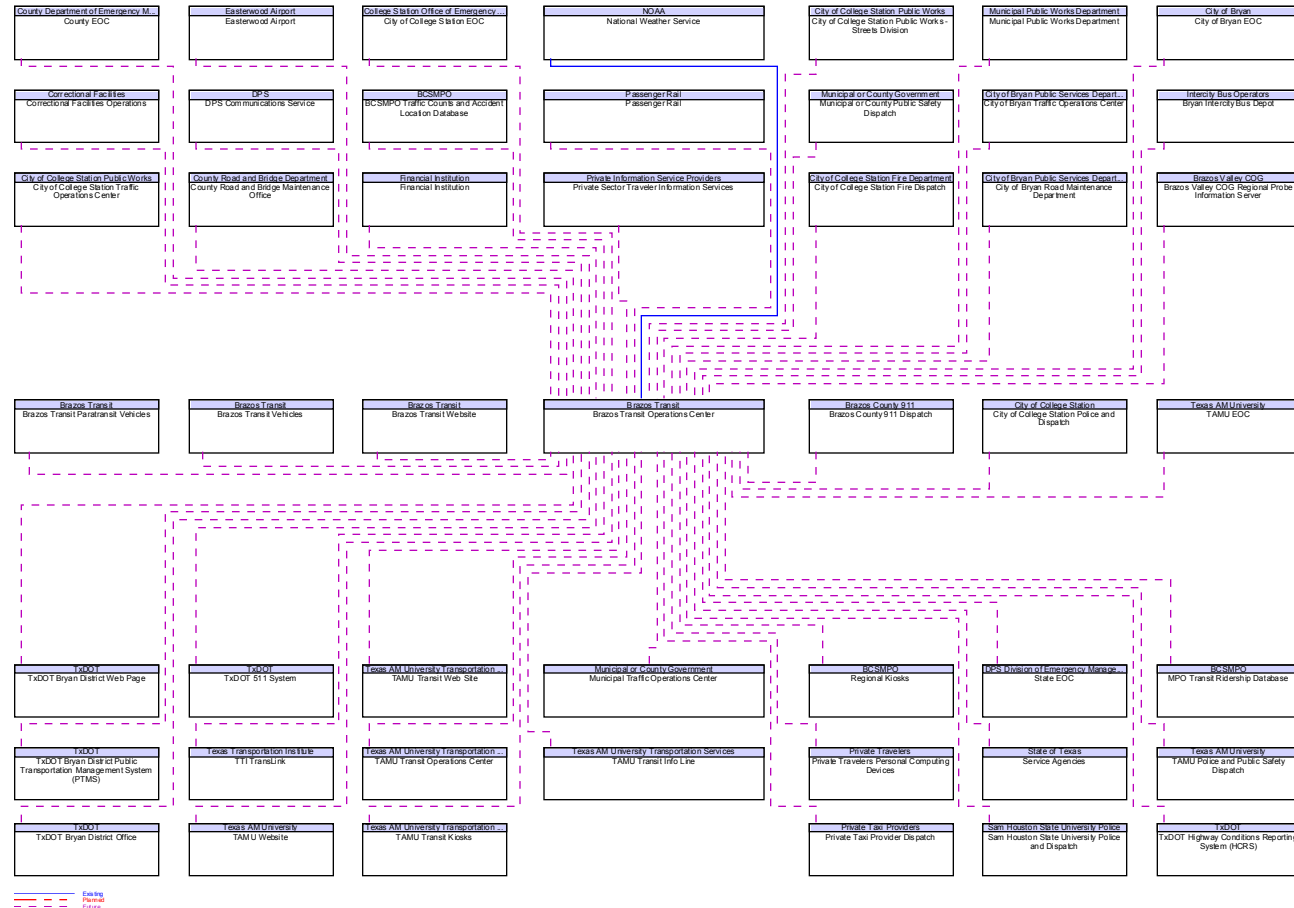 County Department of Emergency M...
County EOC
Easterwood Airport
Easterwood Airport
College Station Office of Emergency ...
City of College Station EOC
NOAA
National Weather Service
City of College Station Public Works
City of College Station Public Works -
Streets Division
Municipal Public Works Department
Municipal Public Works Department
City of Bryan
City of Bryan EOC
Correctional Facilities
Correctional Facilities Operations
DPS
DPS Communications Service
BCSMPO
BCSMPO Traffic Counts and Accident
Location Database
Passenger Rail
Passenger Rail
Municipal or County Government
Municipal or County Public Safety
Dispatch
City of Bryan Public Services Depart...
City of Bryan Traffic Operations Center
Intercity Bus Operators
Bryan Intercity Bus Depot
City of College Station Public Works
City of College Station Traffic
Operations Center
County Road and Bridge Department
County Road and Bridge Maintenance
Office
Financial Institution
Financial Institution
Private Information Service Providers
Private Sector Traveler Information Services
City of College Station Fire Department
City of College Station Fire Dispatch
City of Bryan Public Services Depart...
City of Bryan Road Maintenance
Department
Brazos Valley COG
Brazos Valley COG Regional Probe
Information Server
Brazos Transit
Brazos Transit Paratransit Vehicles
Brazos Transit
Brazos Transit Vehicles
Brazos Transit
Brazos Transit Website
Brazos Transit
Brazos Transit Operations Center
Brazos County 911
Brazos County 911 Dispatch
City of College Station
City of College Station Police and
Dispatch
Texas AM University
TAMU EOC
TxDOT
TxDOT Bryan District Web Page
TxDOT
TxDOT 511 System
Texas AM University Transportation ...
TAMU Transit Web Site
Municipal or County Government
Municipal Traffic Operations Center
BCSMPO
Regional Kiosks
DPS Division of Emergency Manage...
State EOC
BCSMPO
MPO Transit Ridership Database
TxDOT
TxDOT Bryan District Public
Transportation Management System
(PTMS)
Texas Transportation Institute
TTI TransLink
Texas AM University Transportation ...
TAMU Transit Operations Center
Texas AM University Transportation Services
TAMU Transit Info Line
Private Travelers
Private Travelers Personal Computing
Devices
State of Texas
Service Agencies
Texas AM University
TAMU Police and Public Safety
Dispatch
TxDOT
TxDOT Bryan District Office
Texas AM University
TAMU Website
Texas AM University Transportation ...
TAMU Transit Kiosks
Private Taxi Providers
Private Taxi Provider Dispatch
Sam Houston State University Police
Sam Houston State University Police
and Dispatch
TxDOT
TxDOT Highway Conditions Reporting
System (HCRS)
Existing
Planned
Future